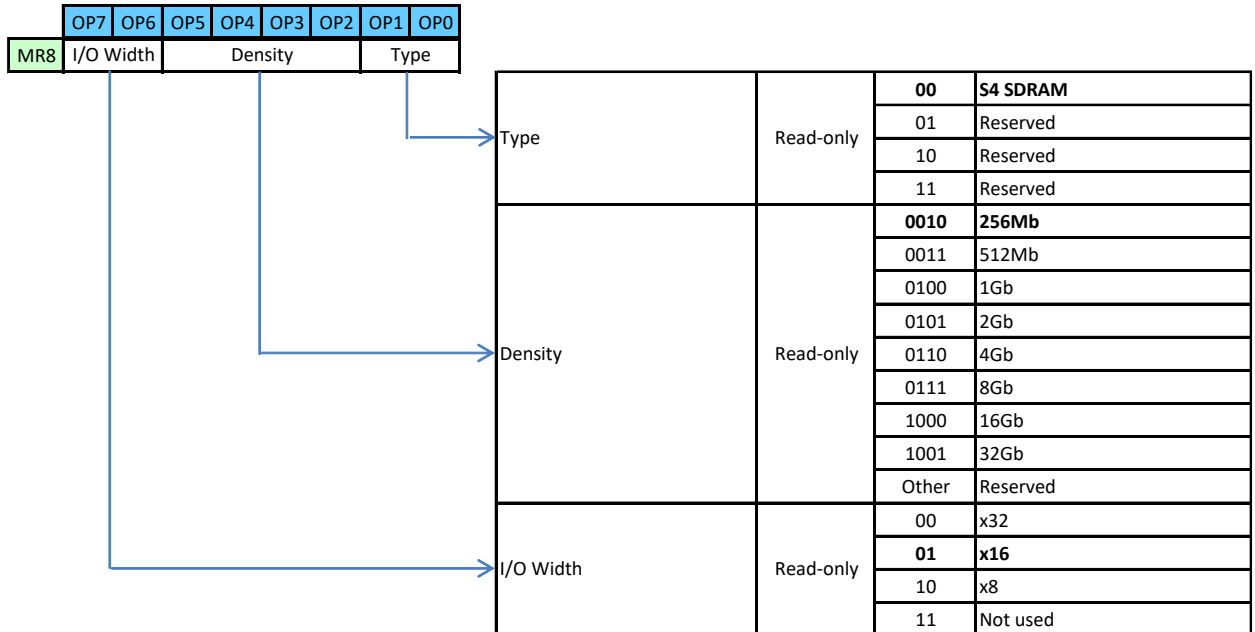 OP7 OP6 OP5 OP4 OP3 OP2 OP1 OP0
MR8 I/O Width Density Type
Type Read-only
00 S4 SDRAM
01 Reserved
10 Reserved
11 Reserved
Density Read-only
0010 256Mb
0011 512Mb
0100 1Gb
0101 2Gb
0110 4Gb
0111 8Gb
1000 16Gb
1001 32Gb
Other Reserved
I/O Width Read-only
00 x32
01 x16
10 x8
11 Not used